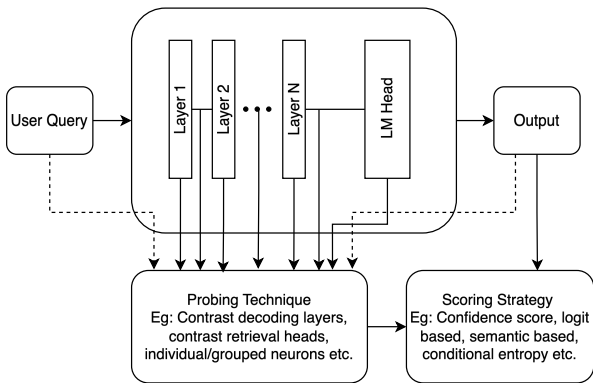 User Query
Layer 1
Layer 2
Layer N
LM Head
Output
Probing Technique
Eg: Contrast decoding layers,
contrast retrieval heads,
individual/grouped neurons etc.
Scoring Strategy
Eg: Confidence score, logit
based, semantic based,
conditional entropy etc.